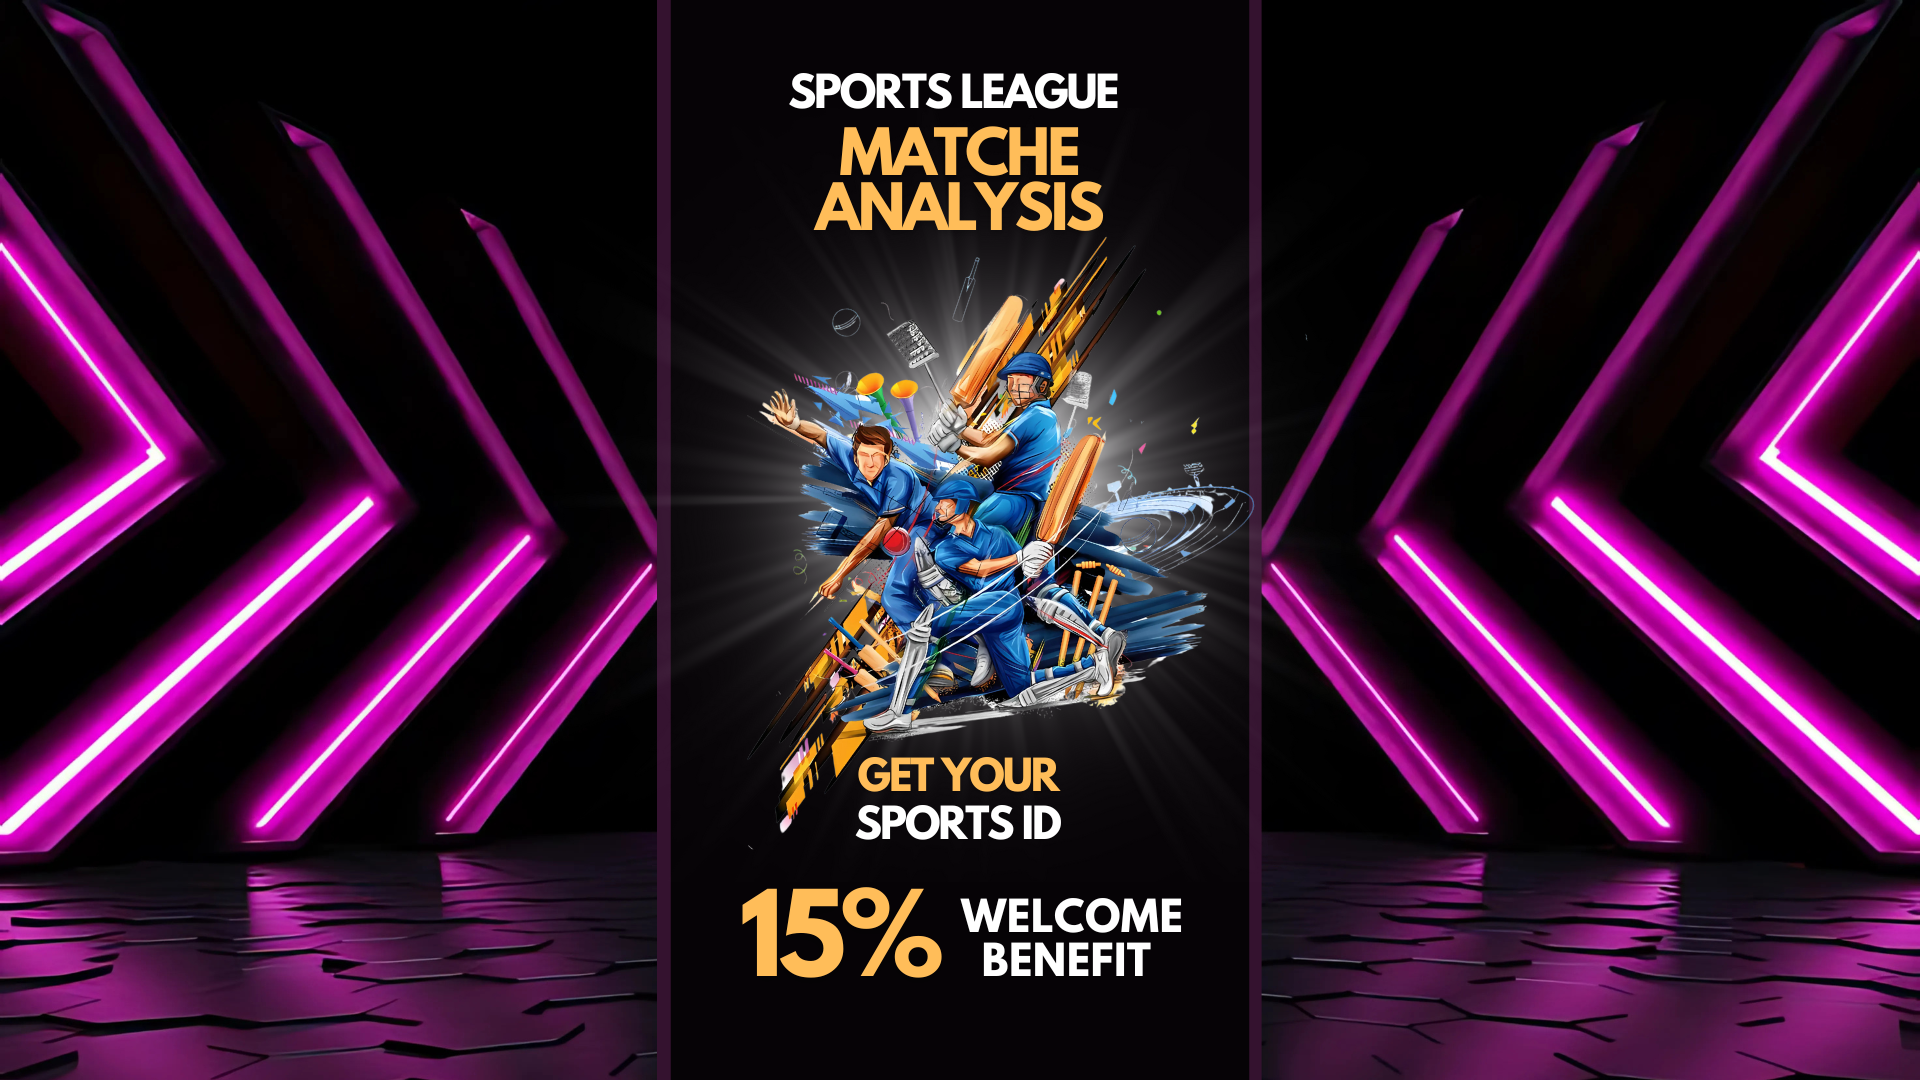 SPORTS LEAGUE
MATCHE
ANALYSIS
GET YOUR
SPORTS ID
15% WELCOME
BENEFIT